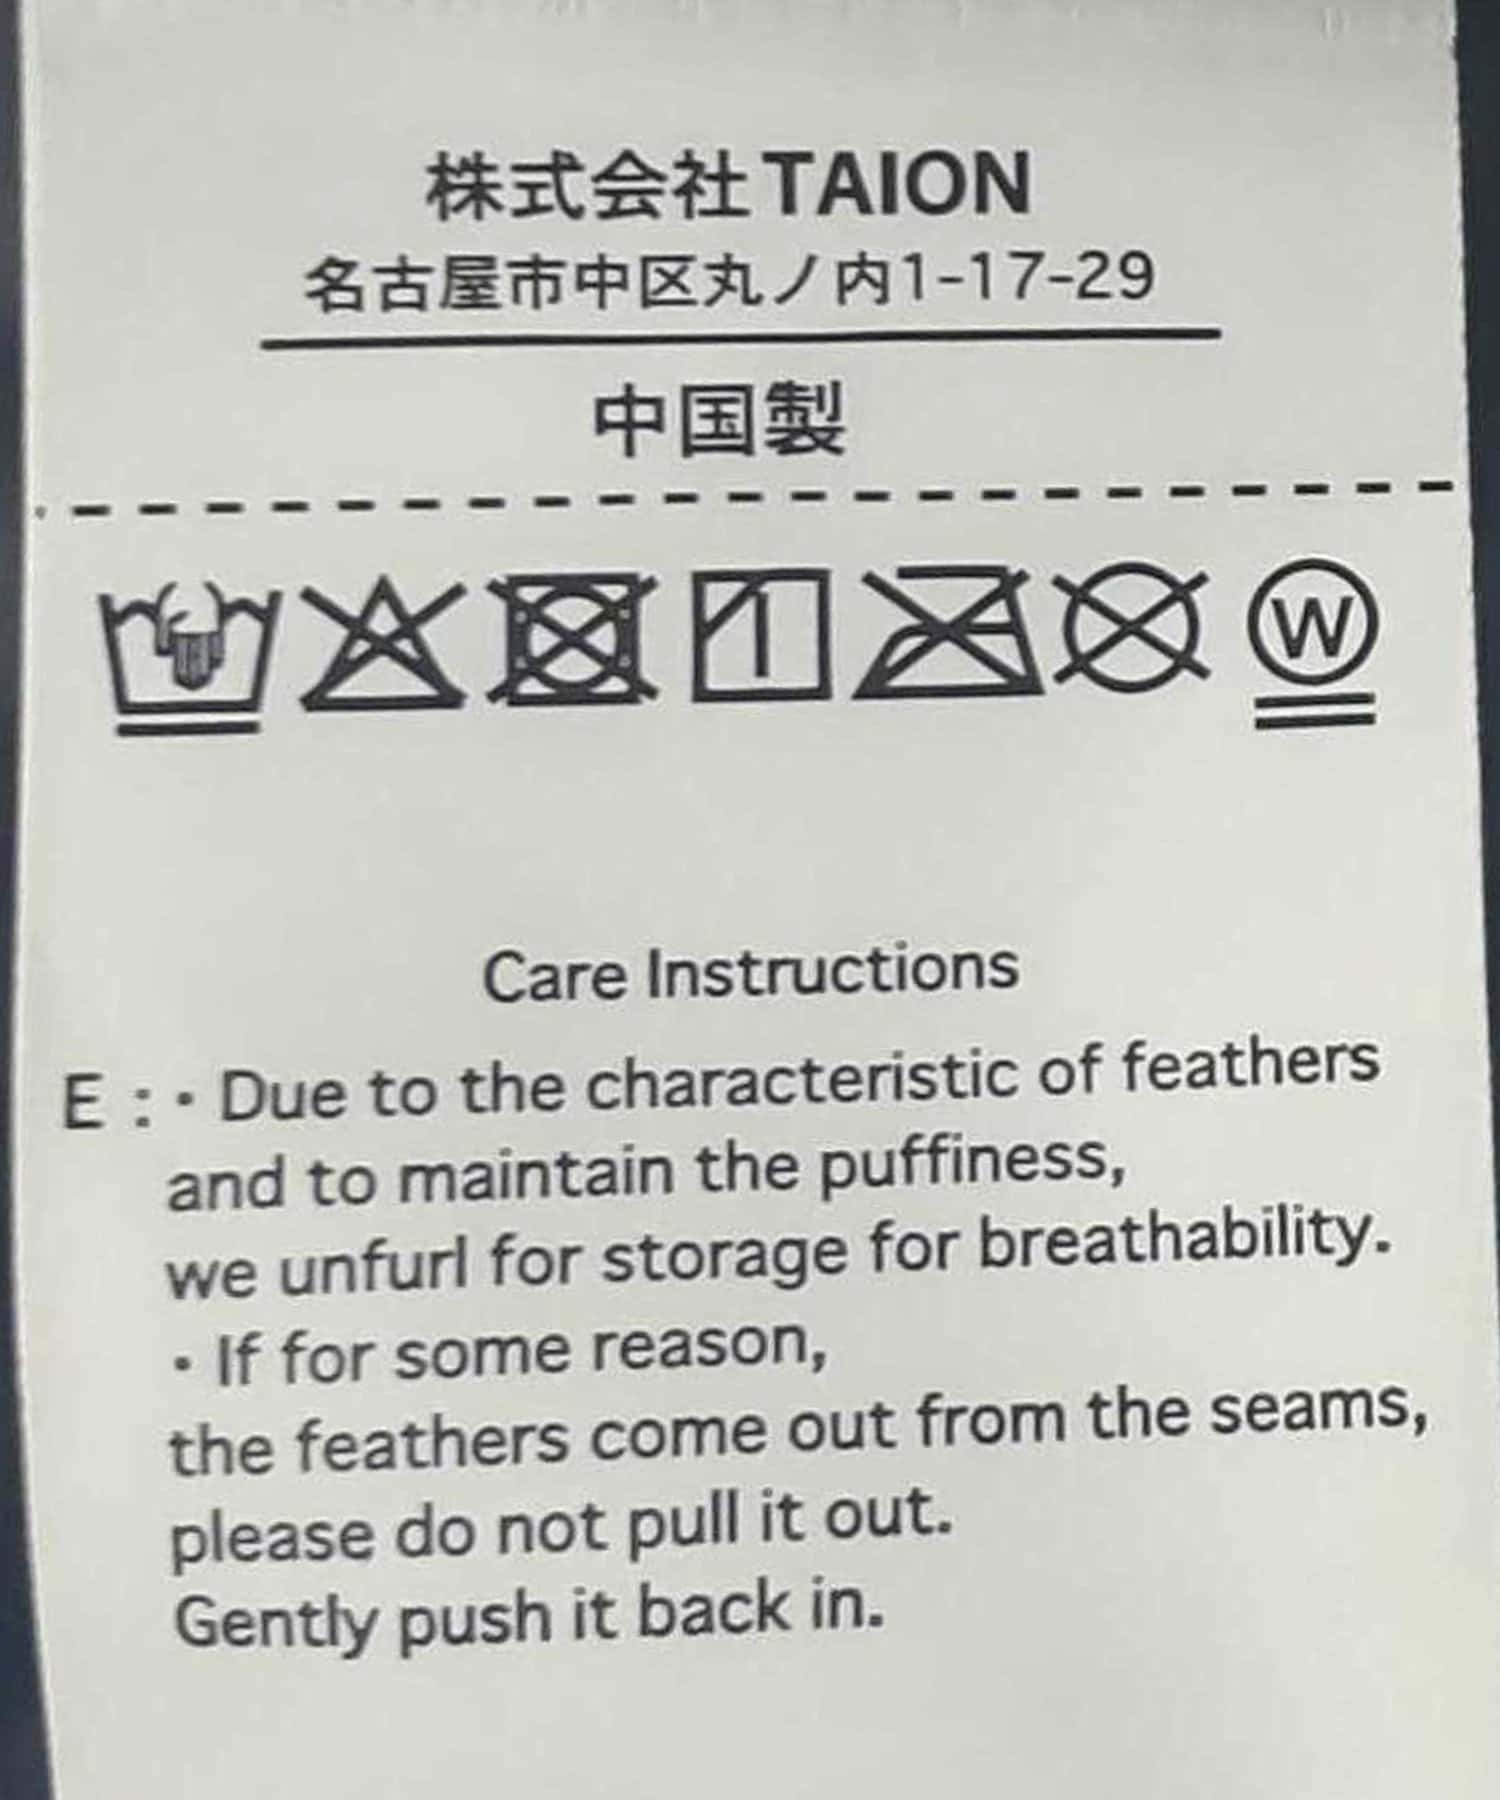 株式会社TAION
名古屋市中区丸ノ内1-17-29
中国製
W
Care Instructions
E:・Due to the characteristic of feathers
and to maintain the puffiness,
we unfurl for storage for breathability.
・If for some reason,
the feathers come out from the seams,
please do not pull it out.
Gently push it back in.